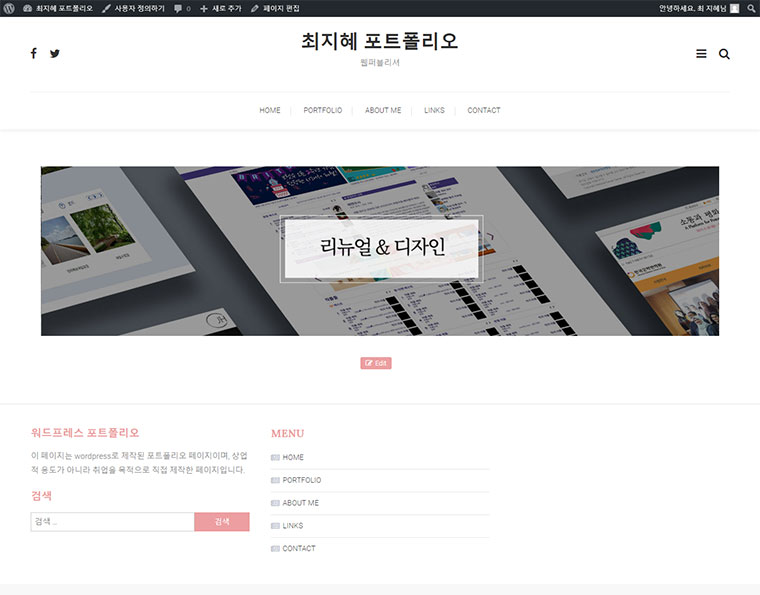 최지혜 포트폴리오 사용자 정의하기 0 새로 추가 페이지 편집 안녕하세요, 최 지혜님
최지혜 포트폴리오
웹퍼블리셔
HOME PORTFOLIO ABOUT ME LINKS CONTACT
소통과 평화
리뉴얼 & 디자인
Edit
워드프레스 포트폴리오
이 페이지는 wordpress로 제작된 포트폴리오 페이지이며, 상업
적 용도가 아니라 취업을 목적으로 직접 제작한 페이지입니다.
검색
검색 ...
검색
MENU
HOME
PORTFOLIO
ABOUT ME
LINKS
CONTACT